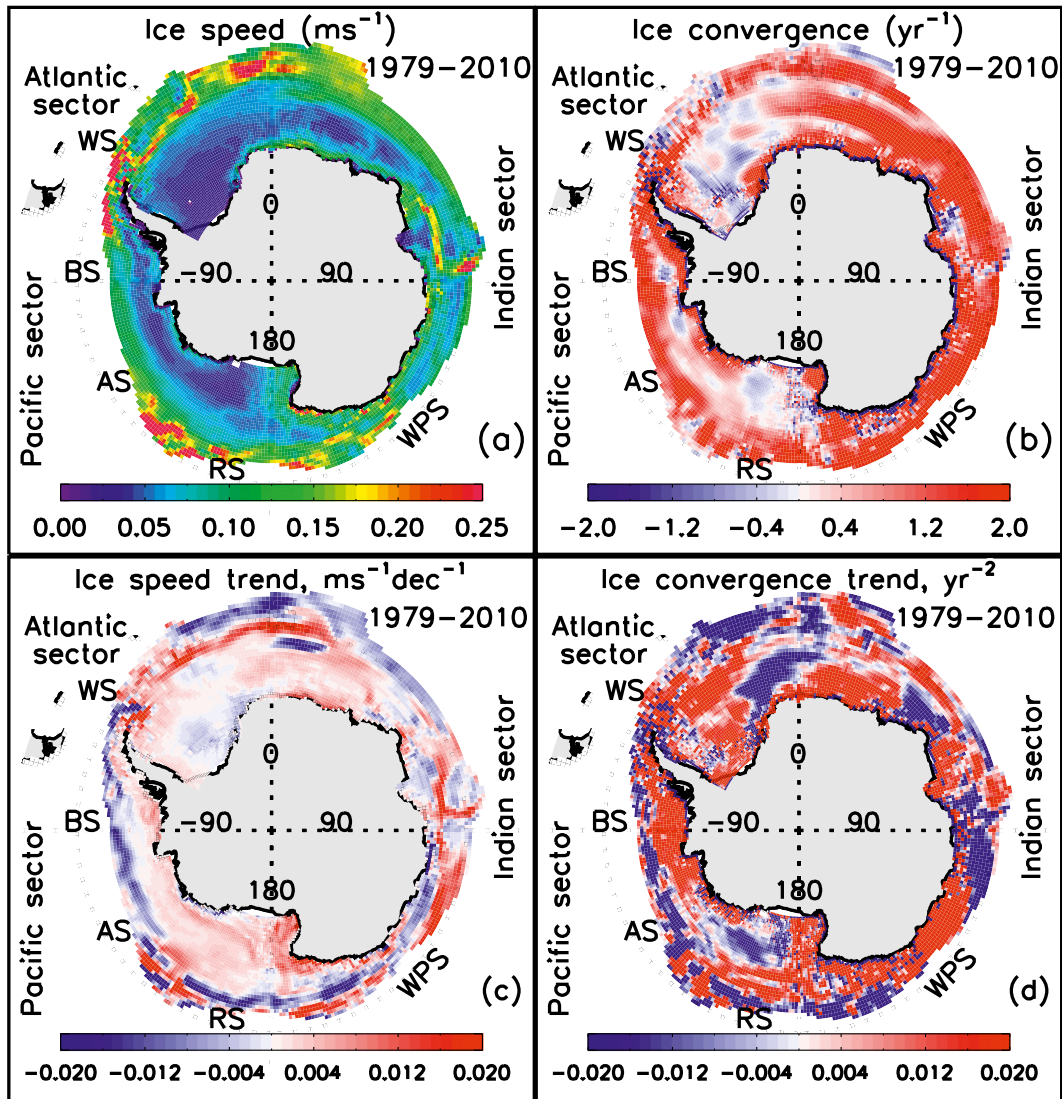 Ice speed (ms⁻¹)
1979−2010
Atlantic
sector
WS
0
Indian sector
BS
−90
90
Pacific sector
180
AS
WPS
(a)
RS
0.00 0.05 0.10 0.15 0.20 0.25
Ice convergence (yr⁻¹)
1979−2010
Atlantic
sector
WS
0
Indian sector
BS
−90
90
Pacific sector
180
AS
WPS
(b)
RS
−2.0 −1.2 −0.4 0.4 1.2 2.0
Ice speed trend, ms⁻¹dec⁻¹
1979−2010
Atlantic
sector
WS
0
Indian sector
BS
−90
90
Pacific sector
180
AS
WPS
(c)
RS
−0.020 −0.012 −0.004 0.004 0.012 0.020
Ice convergence trend, yr⁻²
1979−2010
Atlantic
sector
WS
0
Indian sector
BS
−90
90
Pacific sector
180
AS
WPS
(d)
RS
−0.020 −0.012 −0.004 0.004 0.012 0.020